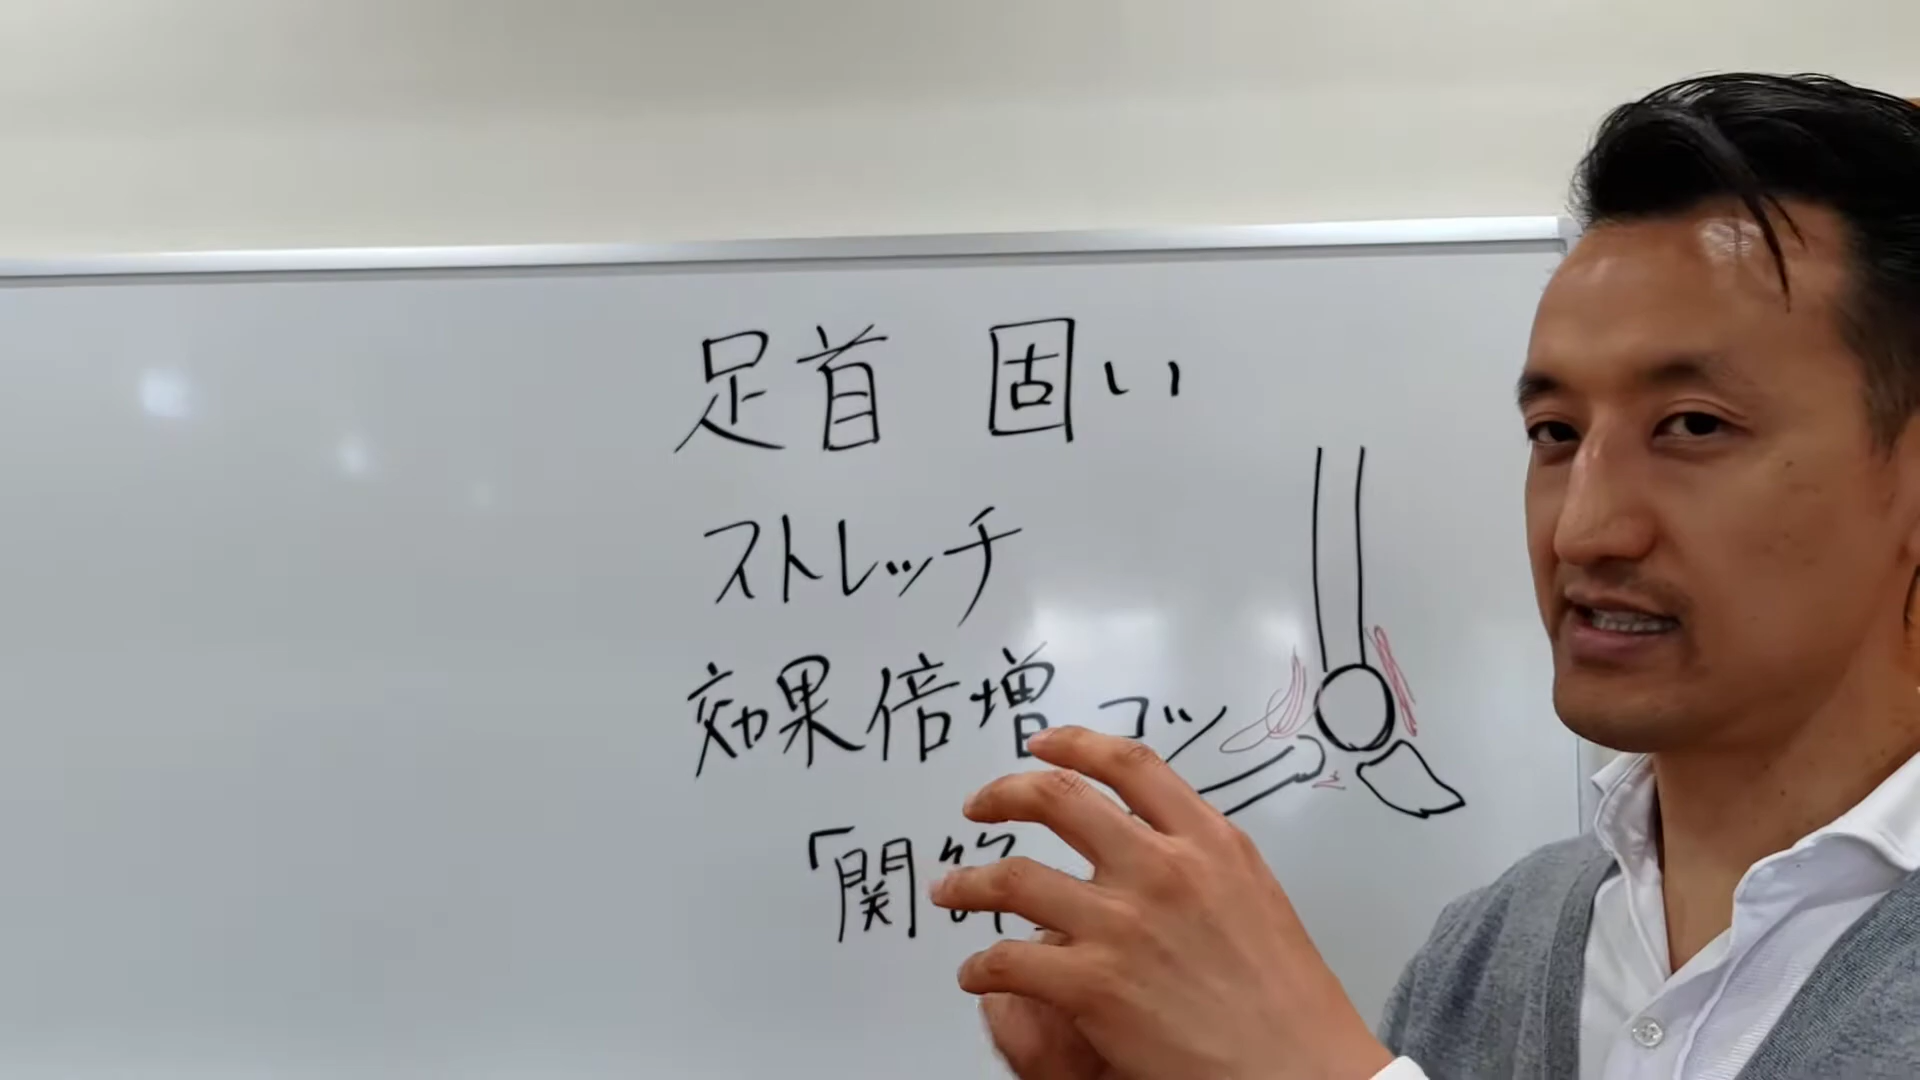 足首 固い
ストレッチ
効果倍増コツ
「関節